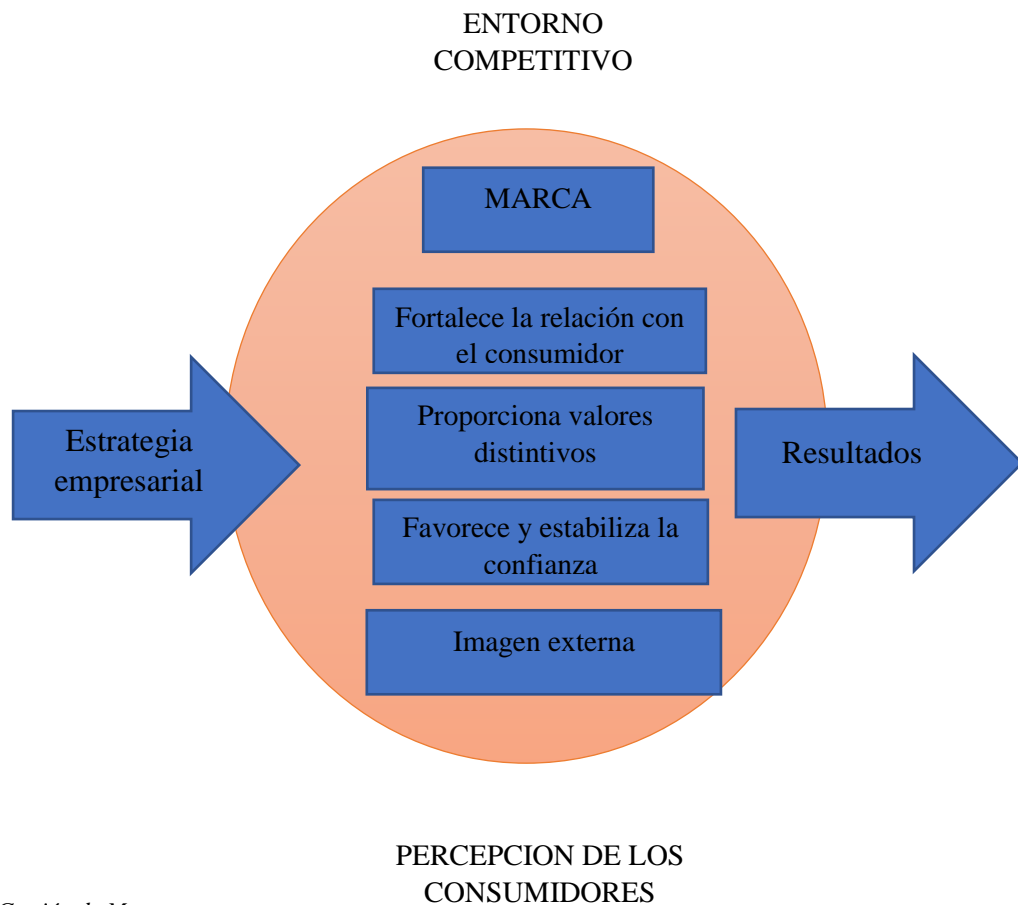 ENTORNO
COMPETITIVO
MARCA
Fortalece la relación con
el consumidor
Proporciona valores
distintivos
Favorece y estabiliza la
confianza
Imagen externa
Estrategia
empresarial
Resultados
PERCEPCION DE LOS
CONSUMIDORES